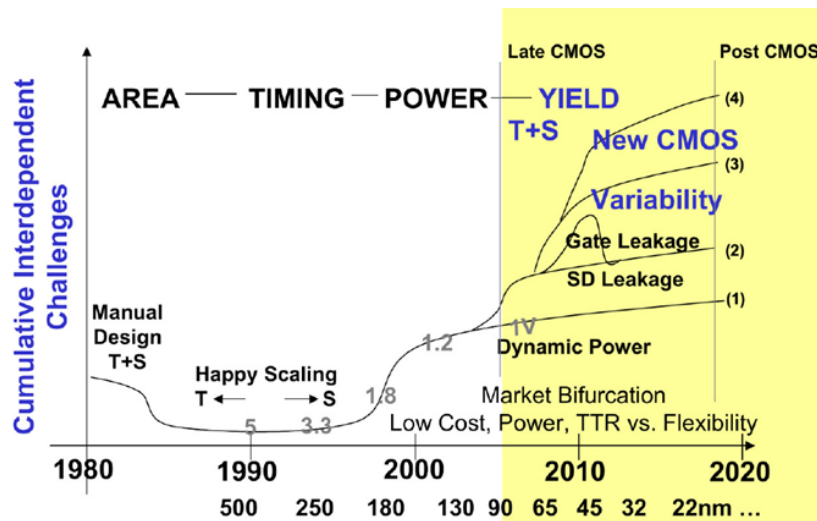 Cumulative Interdependent
Challenges
Late CMOS
Post CMOS
AREA
TIMING
POWER
YIELD
T+S
(4)
New CMOS
(3)
Variability
Gate Leakage
(2)
SD Leakage
(1)
Manual
Design
T+S
1V
1.2
Dynamic Power
Happy Scaling
T
S
1.8
5
3.3
Market Bifurcation
Low Cost, Power, TTR vs. Flexibility
1980
1990
2000
2010
2020
500 250 180 130 90 65 45 32 22nm ...